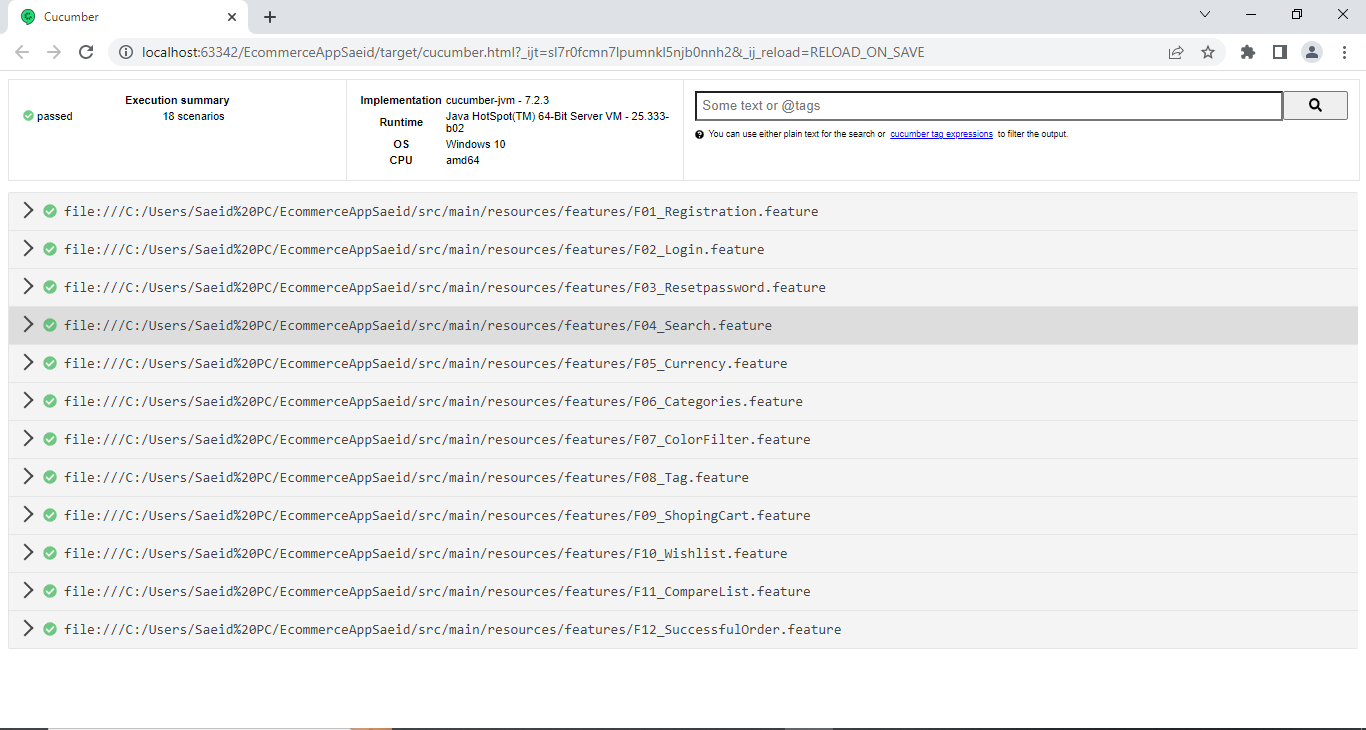 Cucumber
localhost:63342/EcommerceAppSaeid/target/cucumber.html?_ijt=sl7r0fcmn7lpumnkl5njb0nnh2&_ij_reload=RELOAD_ON_SAVE
passed
Execution summary
18 scenarios
Implementation cucumber-jvm - 7.2.3
Runtime Java HotSpot(TM) 64-Bit Server VM - 25.333-
b02
OS Windows 10
CPU amd64
Some text or @tags
You can use either plain text for the search or cucumber tag expressions to filter the output.
file:///C:/Users/Saeid%20PC/EcommerceAppSaeid/src/main/resources/features/F01_Registration.feature
file:///C:/Users/Saeid%20PC/EcommerceAppSaeid/src/main/resources/features/F02_Login.feature
file:///C:/Users/Saeid%20PC/EcommerceAppSaeid/src/main/resources/features/F03_Resetpassword.feature
file:///C:/Users/Saeid%20PC/EcommerceAppSaeid/src/main/resources/features/F04_Search.feature
file:///C:/Users/Saeid%20PC/EcommerceAppSaeid/src/main/resources/features/F05_Currency.feature
file:///C:/Users/Saeid%20PC/EcommerceAppSaeid/src/main/resources/features/F06_Categories.feature
file:///C:/Users/Saeid%20PC/EcommerceAppSaeid/src/main/resources/features/F07_ColorFilter.feature
file:///C:/Users/Saeid%20PC/EcommerceAppSaeid/src/main/resources/features/F08_Tag.feature
file:///C:/Users/Saeid%20PC/EcommerceAppSaeid/src/main/resources/features/F09_ShopingCart.feature
file:///C:/Users/Saeid%20PC/EcommerceAppSaeid/src/main/resources/features/F10_Wishlist.feature
file:///C:/Users/Saeid%20PC/EcommerceAppSaeid/src/main/resources/features/F11_CompareList.feature
file:///C:/Users/Saeid%20PC/EcommerceAppSaeid/src/main/resources/features/F12_SuccessfulOrder.feature